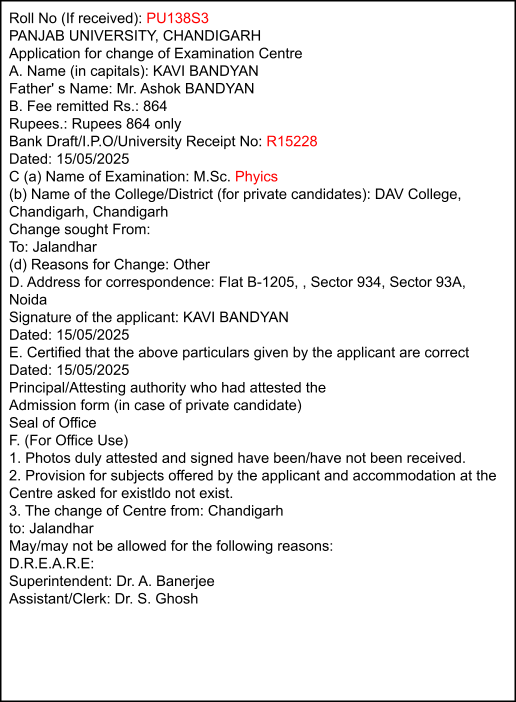 Roll No (If received): PU138S3
PANJAB UNIVERSITY, CHANDIGARH
Application for change of Examination Centre
A. Name (in capitals): KAVI BANDYAN
Father' s Name: Mr. Ashok BANDYAN
B. Fee remitted Rs.: 864
Rupees.: Rupees 864 only
Bank Draft/I.P.O/University Receipt No: R15228
Dated: 15/05/2025
C (a) Name of Examination: M.Sc. Phyics
(b) Name of the College/District (for private candidates): DAV College,
Chandigarh, Chandigarh
Change sought From:
To: Jalandhar
(d) Reasons for Change: Other
D. Address for correspondence: Flat B-1205, , Sector 934, Sector 93A,
Noida
Signature of the applicant: KAVI BANDYAN
Dated: 15/05/2025
E. Certified that the above particulars given by the applicant are correct
Dated: 15/05/2025
Principal/Attesting authority who had attested the
Admission form (in case of private candidate)
Seal of Office
F. (For Office Use)
1. Photos duly attested and signed have been/have not been received.
2. Provision for subjects offered by the applicant and accommodation at the
Centre asked for existldo not exist.
3. The change of Centre from: Chandigarh
to: Jalandhar
May/may not be allowed for the following reasons:
D.R.E.A.R.E:
Superintendent: Dr. A. Banerjee
Assistant/Clerk: Dr. S. Ghosh